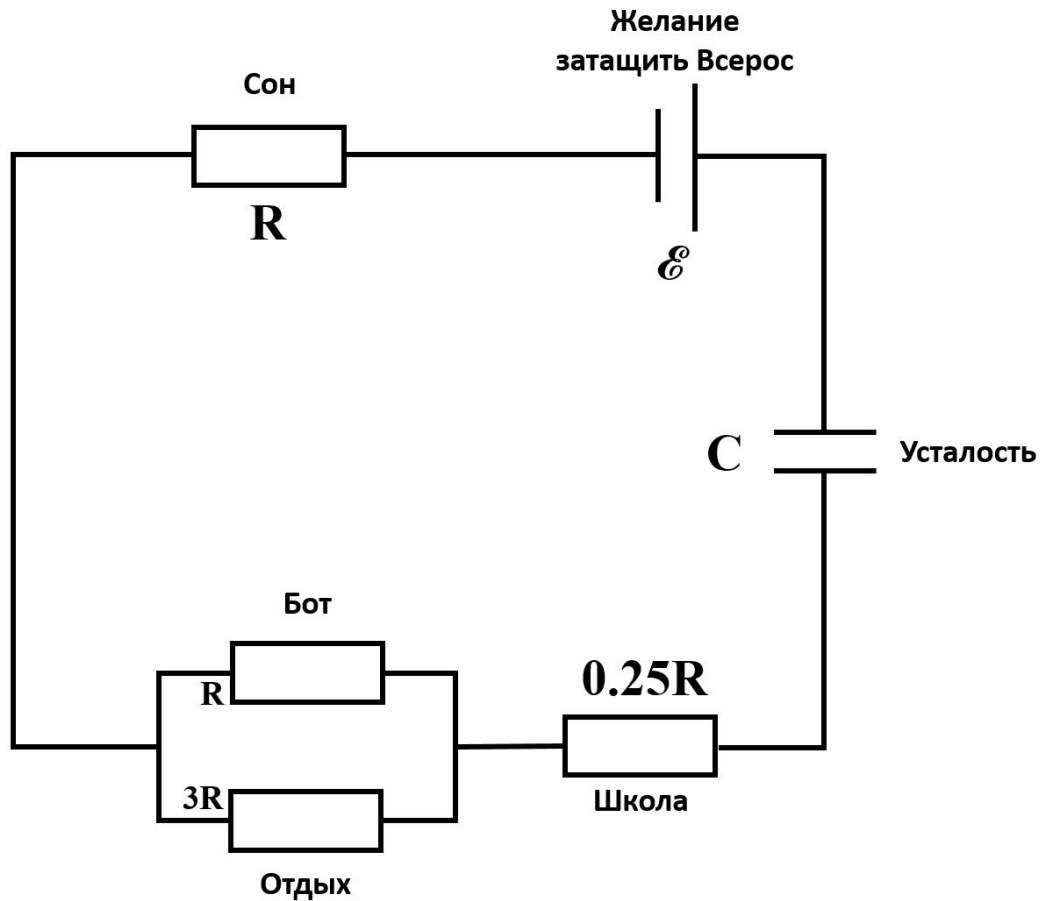 Желание
затащить Всерос
Сон
R
ℰ
C
Усталость
Бот
R
0.25R
3R
Школа
Отдых